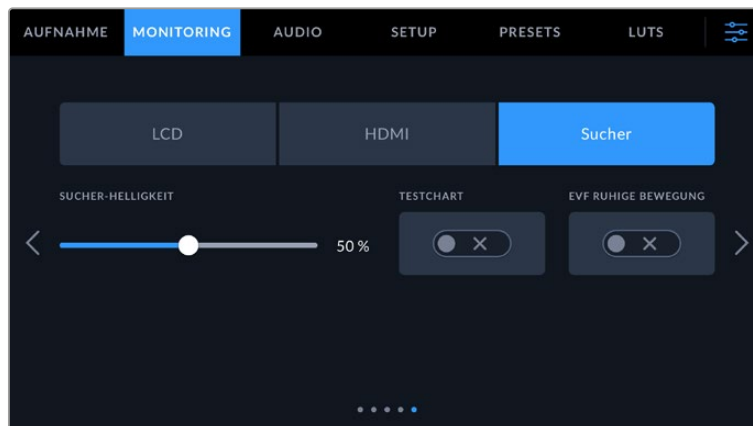 AUFNAHME MONITORING AUDIO SETUP PRESETS LUTS
LCD HDMI Sucher
SUCHER-HELLIGKEIT TESTCHART EVF RUHIGE BEWEGUNG
50 %